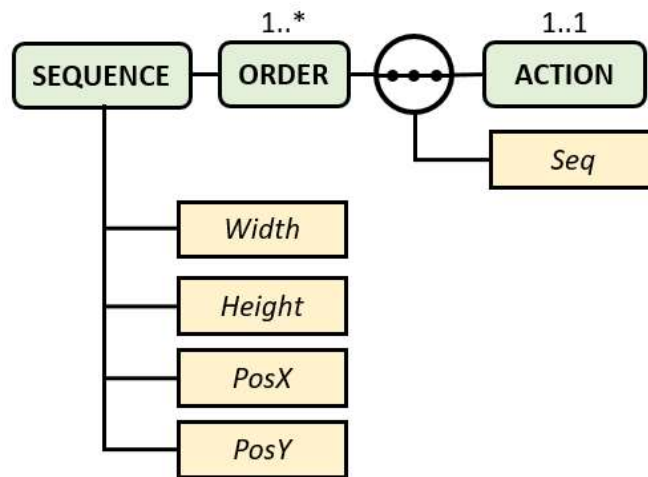 1..*
1..1
SEQUENCE
ORDER
ACTION
Seq
Width
Height
PosX
PosY